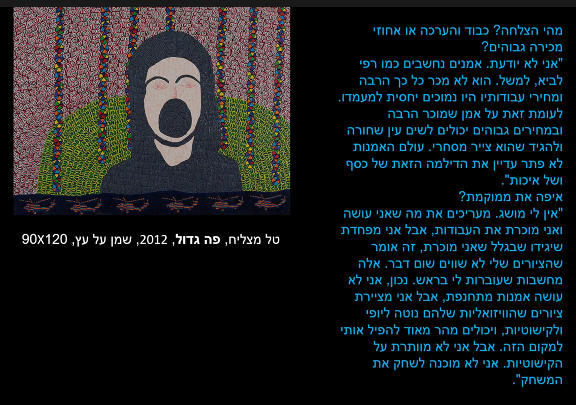 מהי הצלחה? כבוד והערכה או אחוזי
מכירה גבוהים?
"אני לא יודעת. אמנים נחשבים כמו רפי
לביא, למשל. הוא לא מכר כל כך הרבה
ומחירי עבודותיו היו נמוכים יחסית למעמדו.
לעומת זאת על אמן שמוכר הרבה
ובמחירים גבוהים יכולים לשים עין שחורה
ולהגיד שהוא צייר מסחרי. עולם האמנות
לא פתר עדיין את הדילמה הזאת של כסף
ושל איכות".
איפה את ממוקמת?
"אין לי מושג. מעריכים את מה שאני עושה
ואני מוכרת את העבודות, אבל אני מפחדת
שיגידו שבגלל שאני מוכרת, זה אומר
שהציורים שלי לא שווים שום דבר. אלה
מחשבות שעוברות לי בראש. נכון, אני לא
עושה אמנות מתחנפת, אבל אני מציירת
ציורים שהוויזואליות שלהם נוטה ליופי
ולקישוטיות, ויכולים מהר מאוד להפיל אותי
למקום הזה. אבל אני לא מוותרת על
הקישוטיות. אני לא מוכנה לשחק את
המשחק".
טל מצליח, פה גדול, 2012, שמן על עץ, 90x120